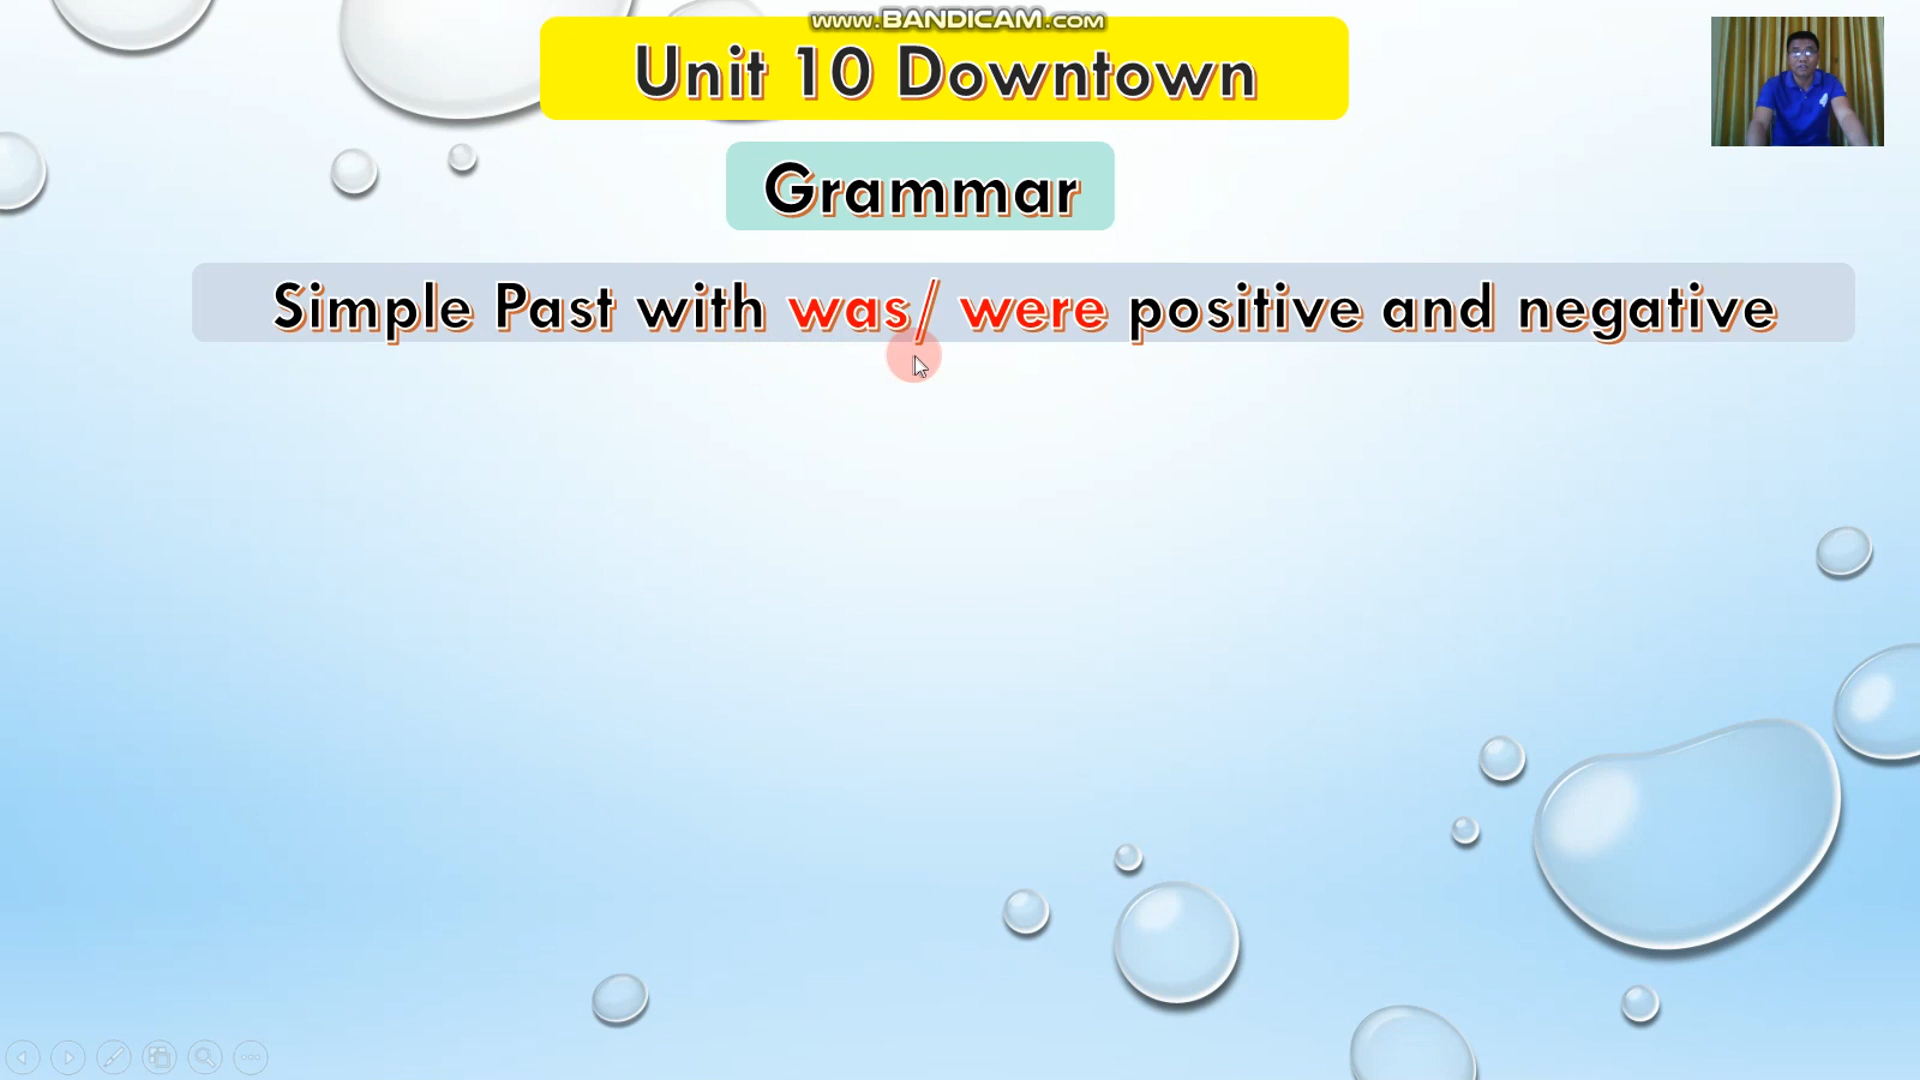 www.BANDICAM.com
Unit 10 Downtown
Grammar
Simple Past with was/ were positive and negative